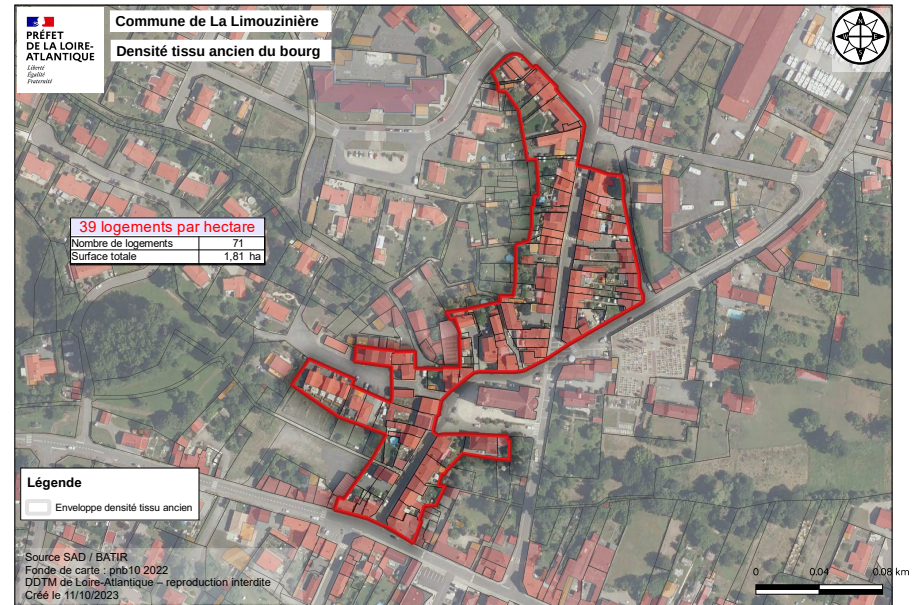 PRÉFET
DE LA LOIRE-
ATLANTIQUE
Liberté
Égalité
Fraternité
Commune de La Limouzinière
Densité tissu ancien du bourg
39 logements par hectare
Nombre de logements 71
Surface totale 1,81 ha
Légende
Enveloppe densité tissu ancien
Source SAD / BATIR
Fonde de carte : pnb10 2022
DDTM de Loire-Atlantique – reproduction interdite
Créé le 11/10/2023
0 0.04 0.08 km